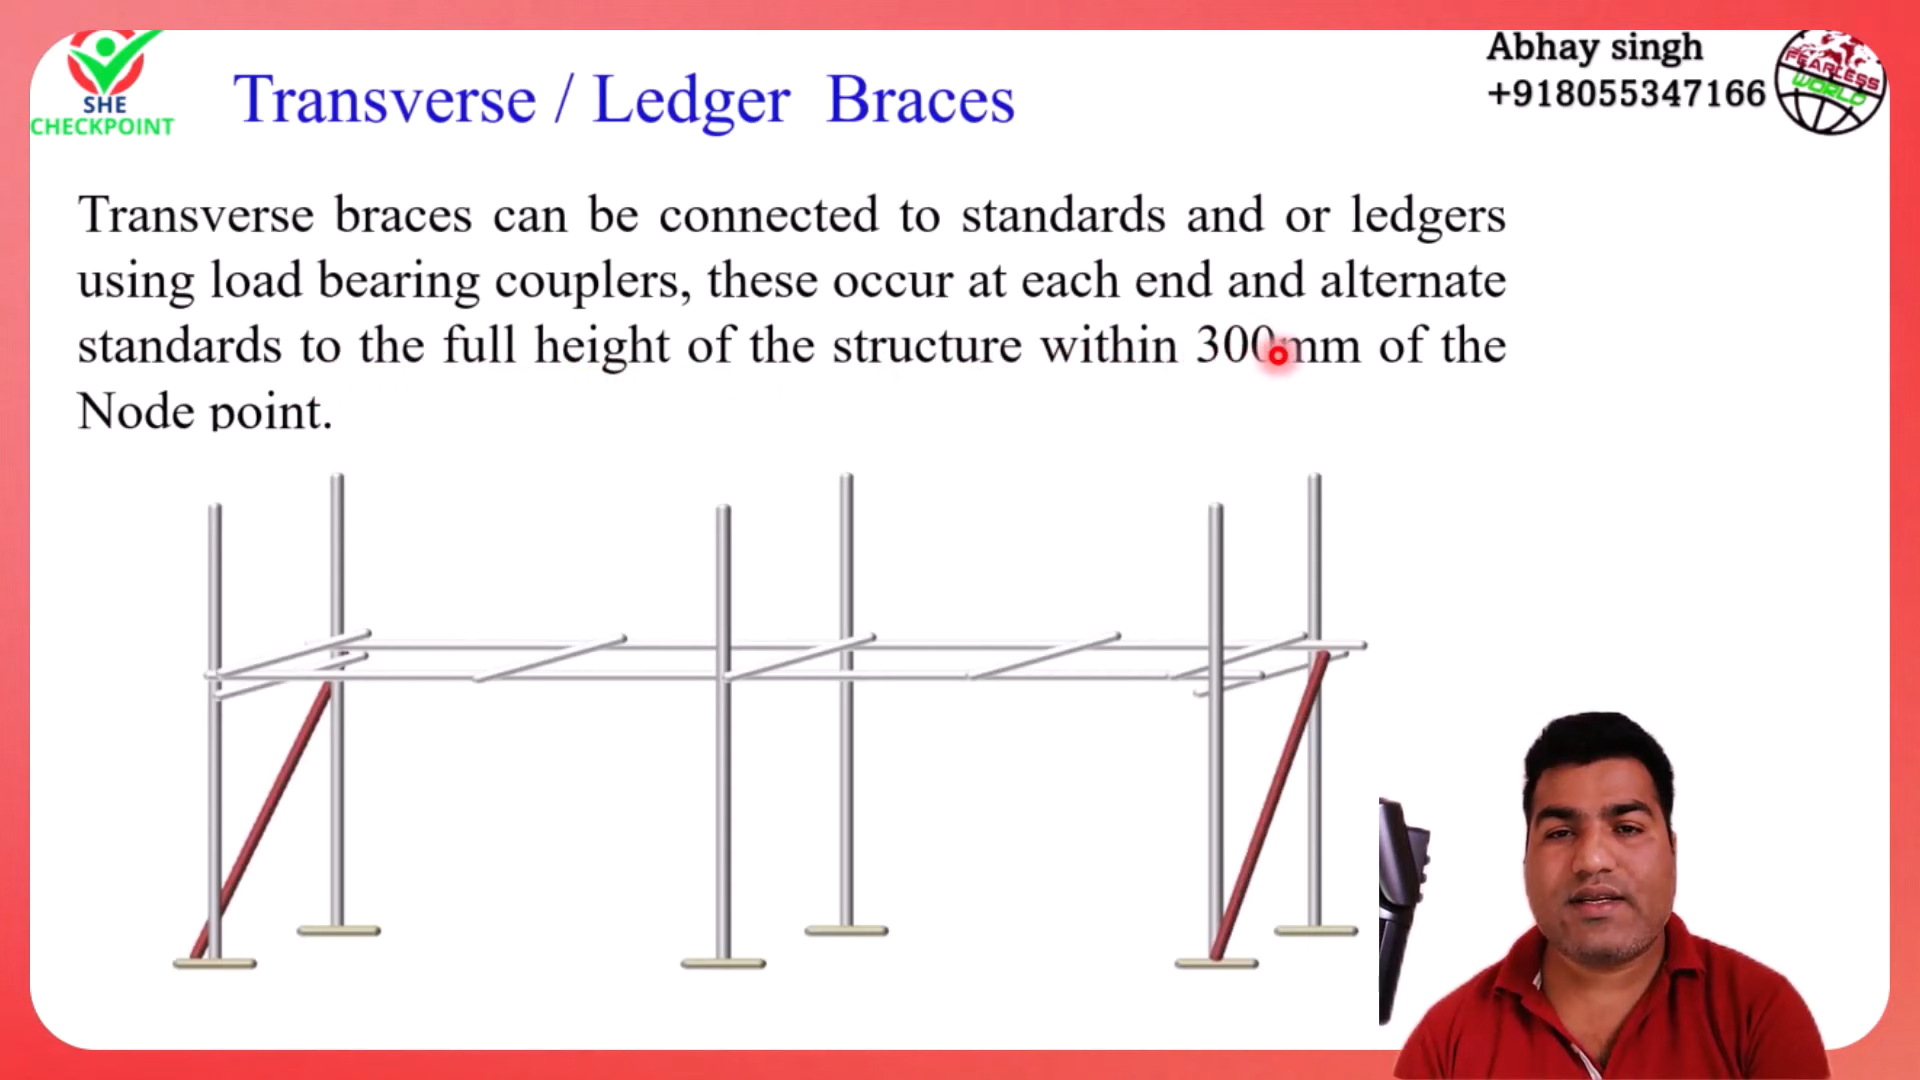 SHE
CHECKPOINT
Transverse / Ledger Braces
Abhay singh
+918055347166
FEARLESS
WORLD
Transverse braces can be connected to standards and or ledgers
using load bearing couplers, these occur at each end and alternate
standards to the full height of the structure within 300mm of the
Node point.